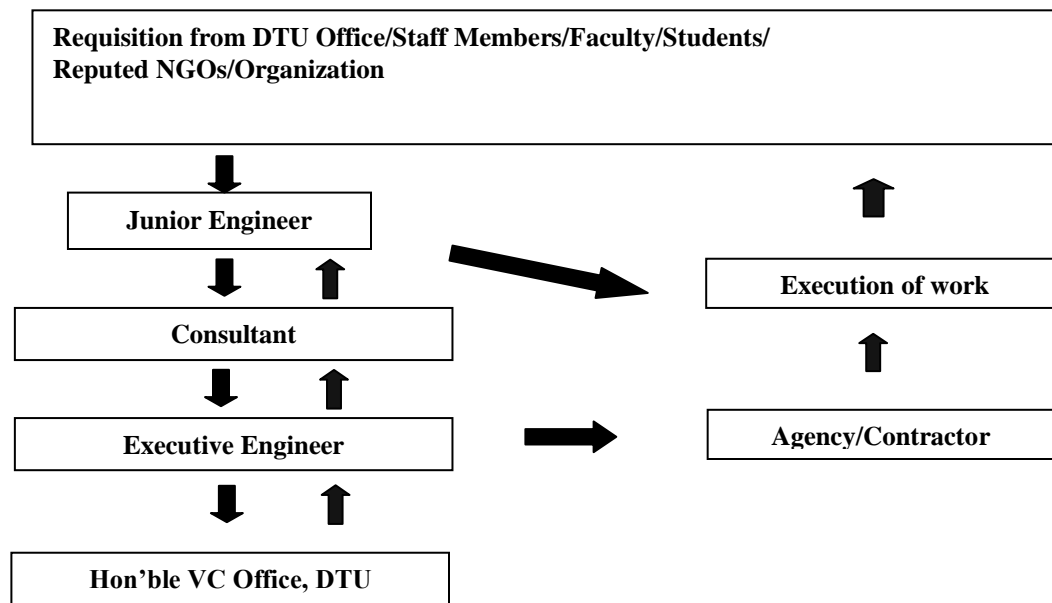 Requisition from DTU Office/Staff Members/Faculty/Students/
Reputed NGOs/Organization
Junior Engineer
Execution of work
Consultant
Executive Engineer
Agency/Contractor
Hon’ble VC Office, DTU